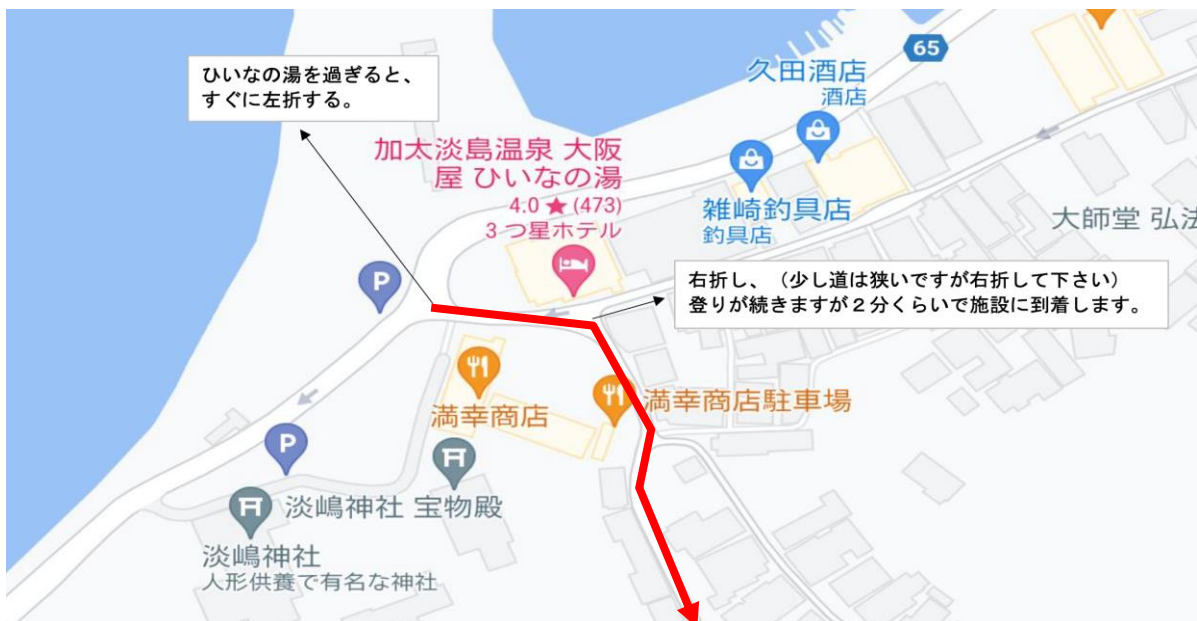 65
ひいなの湯を過ぎると、
すぐに左折する。
久田酒店
酒店
加太淡島温泉 大阪
屋 ひいなの湯
4.0 ★ (473)
3 つ星ホテル
雑崎釣具店
釣具店
大師堂 弘法
右折し、（少し道は狭いですが右折して下さい）
登りが続きますが２分くらいで施設に到着します。
P
満幸商店
満幸商店駐車場
P
淡嶋神社 宝物殿
淡嶋神社
人形供養で有名な神社